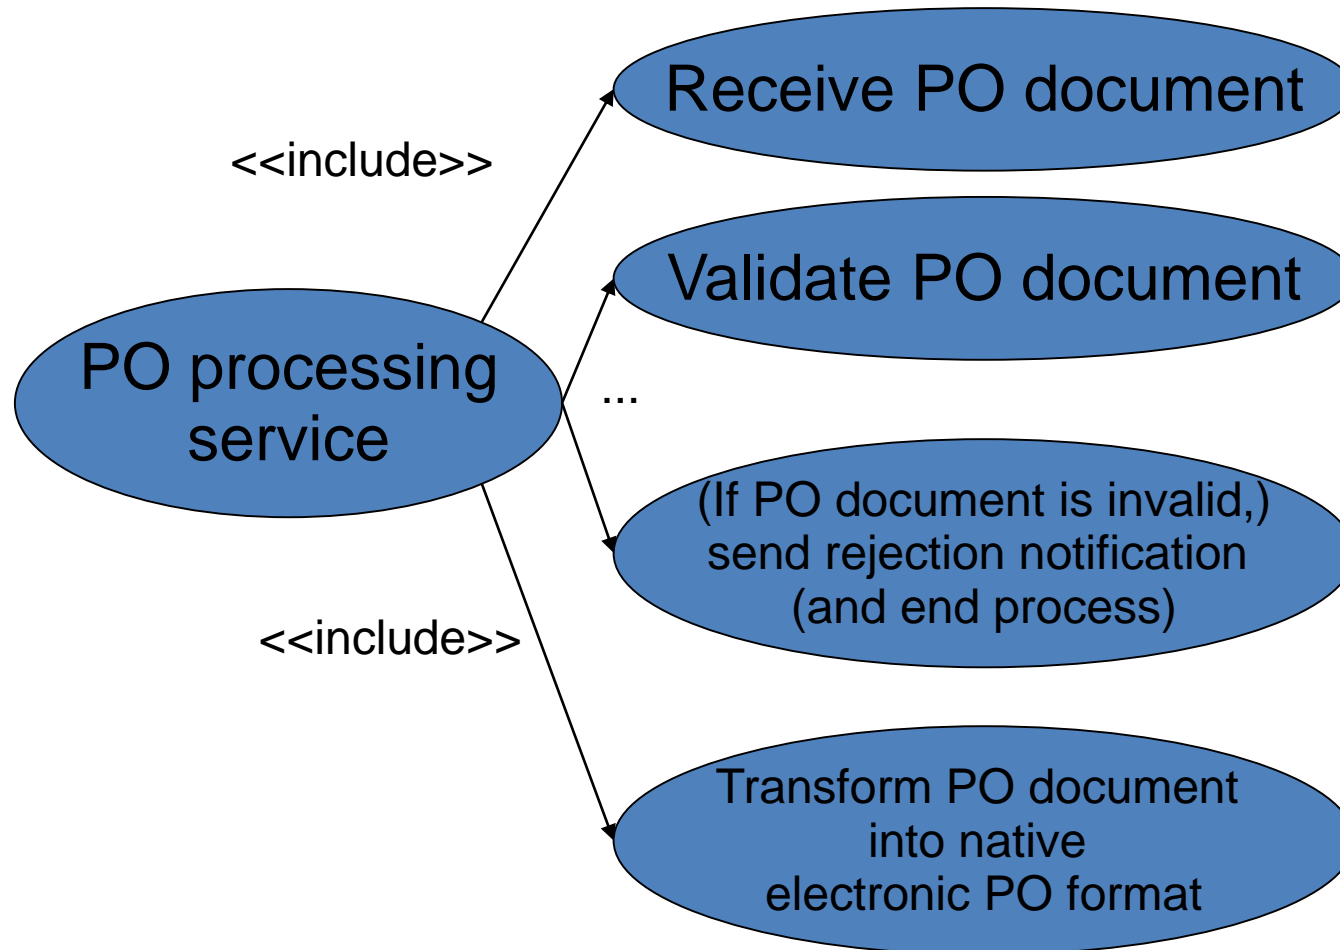 Receive PO document
<<include>>
Validate PO document
PO processing
service
...
(If PO document is invalid,)
send rejection notification
(and end process)
<<include>>
Transform PO document
into native
electronic PO format